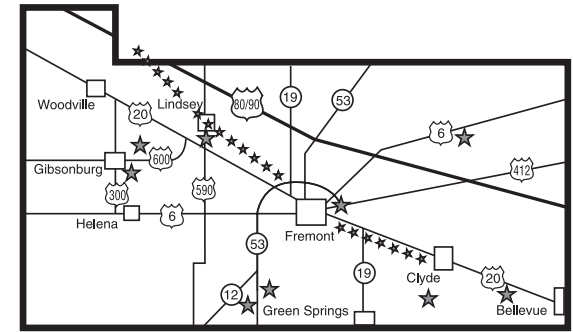 Woodville
20
Lindsey
80/90
19
53
6
412
Gibsonburg
600
300
590
Helena
6
Fremont
53
19
Clyde
20
12
Green Springs
Bellevue